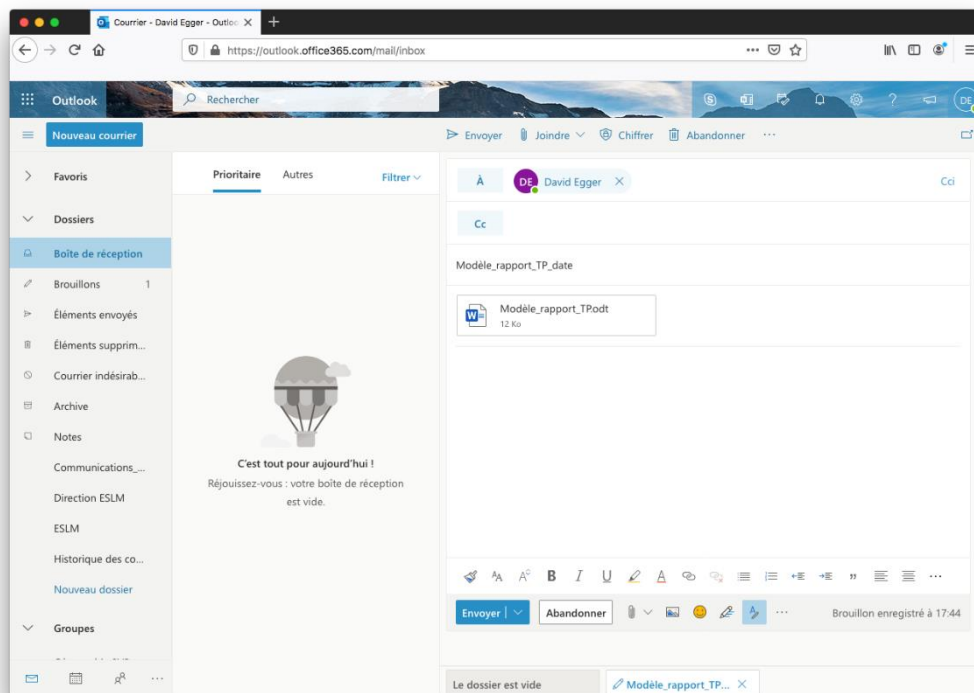 Courrier - David Egger - Outloo
https://outlook.office365.com/mail/inbox
Outlook
Rechercher
DE
Nouveau courrier
Envoyer
Joindre
Chiffrer
Abandonner
Favoris
Dossiers
Boîte de réception
Brouillons 1
Éléments envoyés
Éléments supprim...
Courrier indésirab...
Archive
Notes
Communications_...
Direction ESLM
ESLM
Historique des co...
Nouveau dossier
Groupes
Prioritaire
Autres
Filtrer
C'est tout pour aujourd'hui !
Réjouissez-vous : votre boîte de réception
est vide.
À
DE David Egger
Cci
Cc
Modèle_rapport_TP_date
Modèle_rapport_TP.odt
12 Ko
Envoyer
Abandonner
Brouillon enregistré à 17:44
Le dossier est vide
Modèle_rapport_TP...